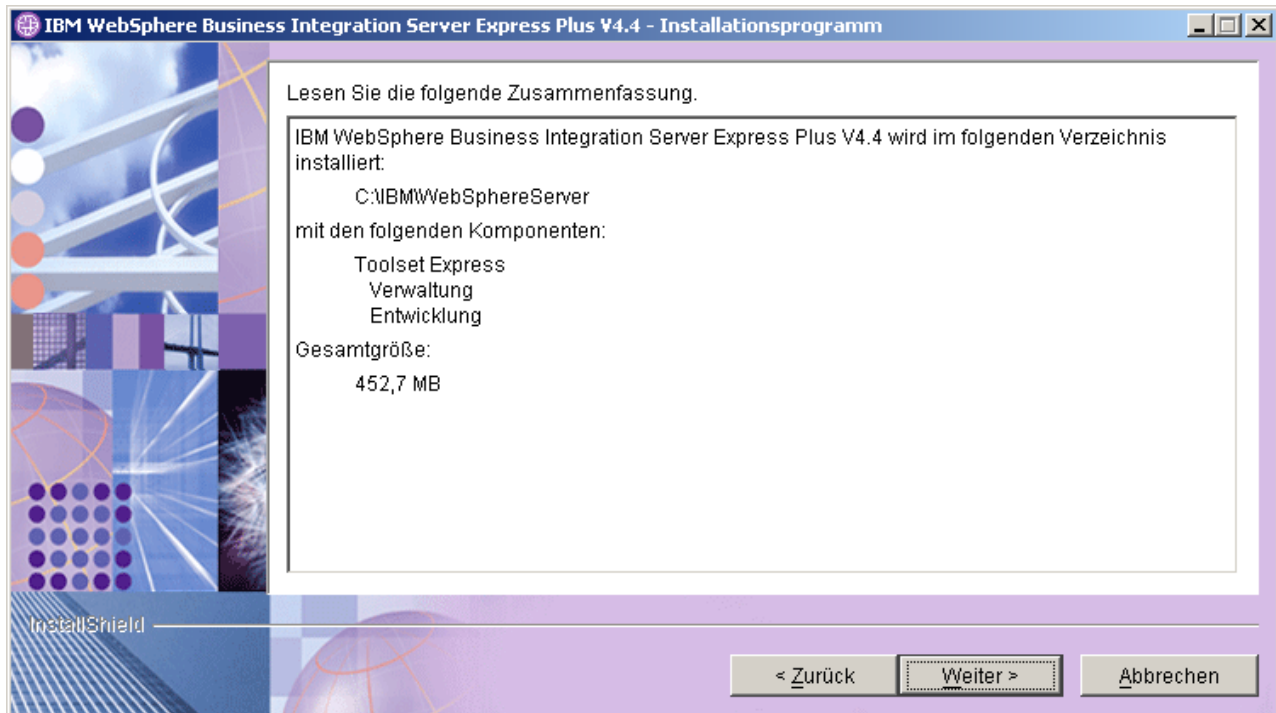 IBM WebSphere Business Integration Server Express Plus V4.4 - Installationsprogramm
Lesen Sie die folgende Zusammenfassung.
IBM WebSphere Business Integration Server Express Plus V4.4 wird im folgenden Verzeichnis
installiert:
C:\IBM\WebSphereServer
mit den folgenden Komponenten:
Toolset Express
Verwaltung
Entwicklung
Gesamtgröße:
452,7 MB
InstallShield
< Zurück Weiter > Abbrechen